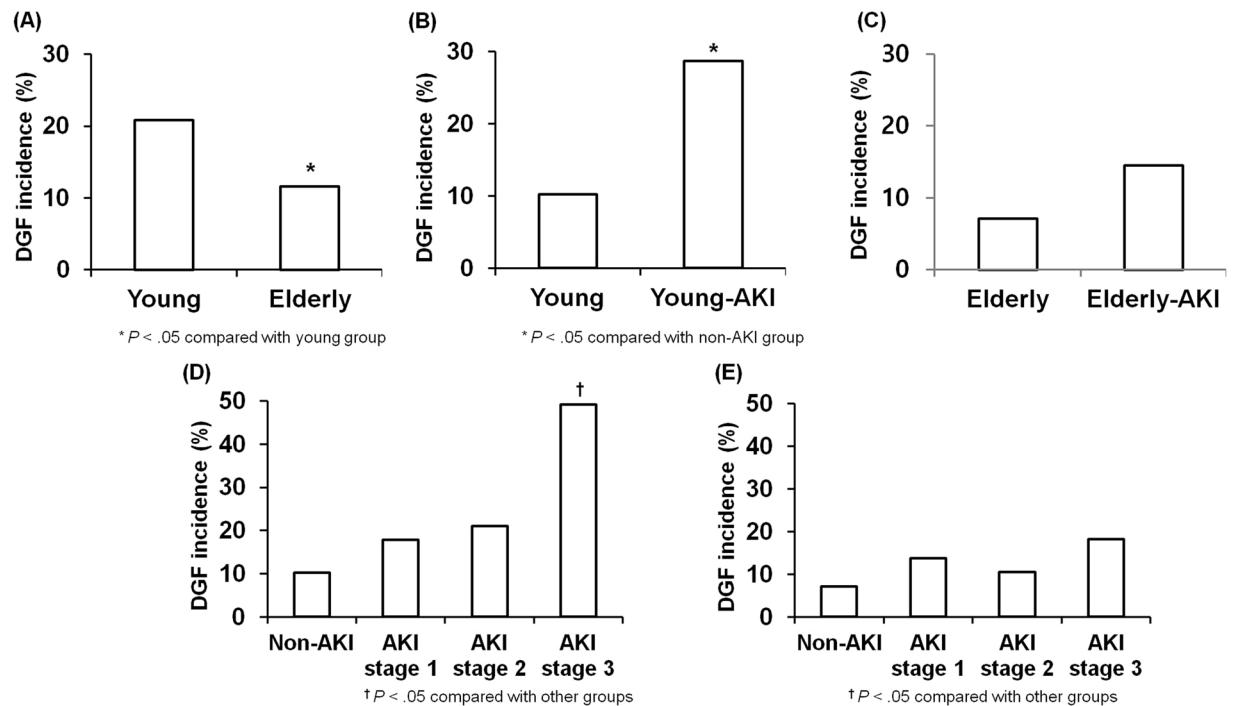 (A)
DGF incidence (%)
30
20
10
0
*
Young
Elderly
* P < .05 compared with young group
(B)
DGF incidence (%)
30
20
10
0
*
Young
Young-AKI
* P < .05 compared with non-AKI group
(C)
DGF incidence (%)
30
20
10
0
Elderly
Elderly-AKI
(D)
DGF incidence (%)
50
40
30
20
10
0
†
Non-AKI
AKI
stage 1
AKI
stage 2
AKI
stage 3
† P < .05 compared with other groups
(E)
DGF incidence (%)
50
40
30
20
10
0
Non-AKI
AKI
stage 1
AKI
stage 2
AKI
stage 3
† P < .05 compared with other groups